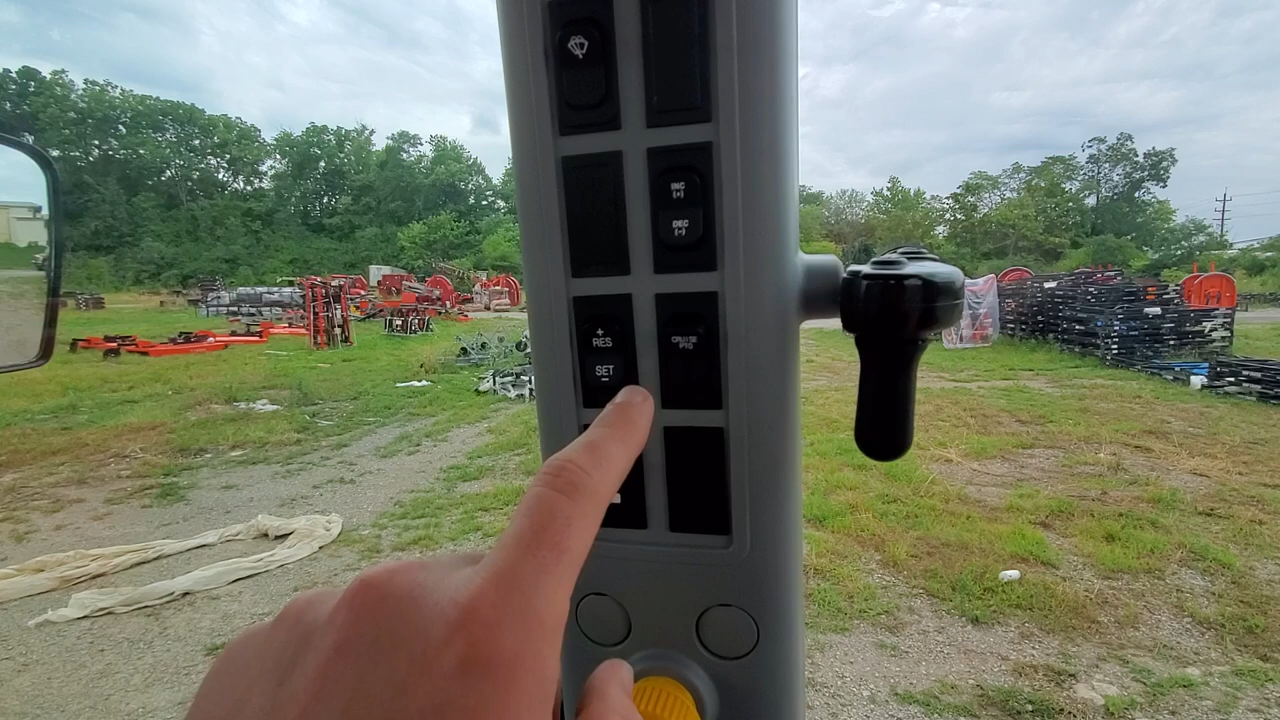 INC
(+)
DEC
(-)
+
RES
SET
-
CRUISE
PTO